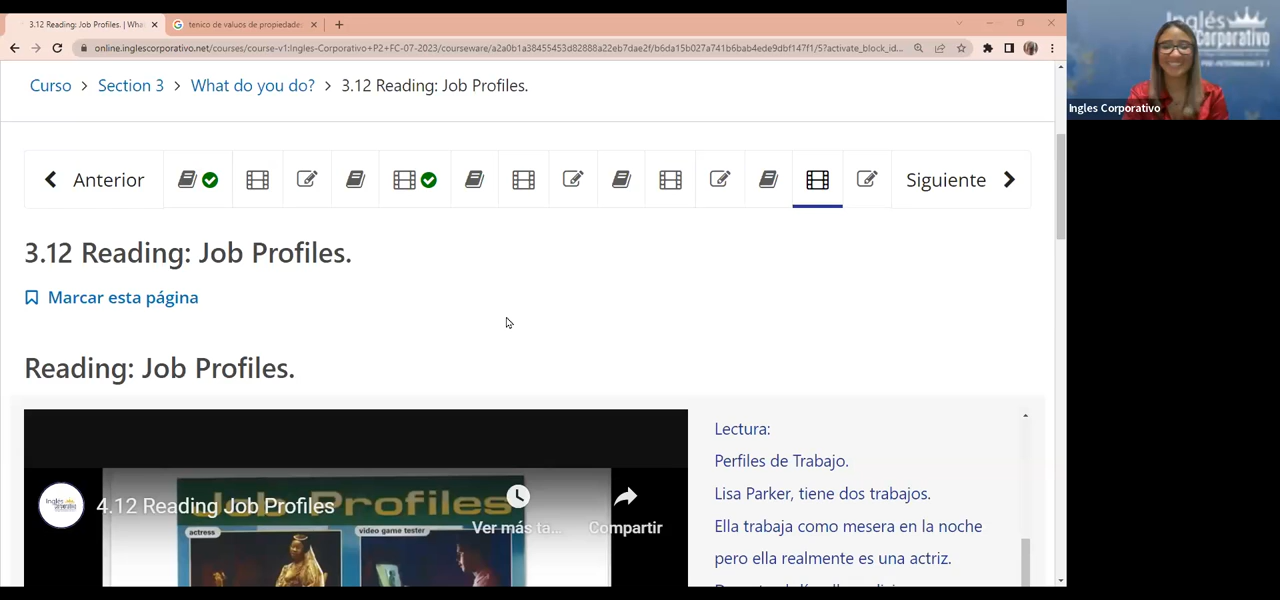 3.12 Reading: Job Profiles. | Wha
tenico de valuos de propiedade
online.inglescorporativo.net/courses/course-v1:Ingles-Corporativo+P2+FC-07-2023/courseware/a2a0b1a38455453d82888a22eb7dae2f/b6da15b027a741b6bab4ede9dbf147f1/5?activate_block_id...
Inglés
Corporativo
PRE-INTERMEDIATE 1
Ingles Corporativo
Curso > Section 3 > What do you do? > 3.12 Reading: Job Profiles.
Anterior
Siguiente
3.12 Reading: Job Profiles.
Marcar esta página
Reading: Job Profiles.
4.12 Reading Job Profiles
Job Profiles
Ver más ta...
Compartir
actress
video game tester
Lectura:
Perfiles de Trabajo.
Lisa Parker, tiene dos trabajos.
Ella trabaja como mesera en la noche
pero ella realmente es una actriz.